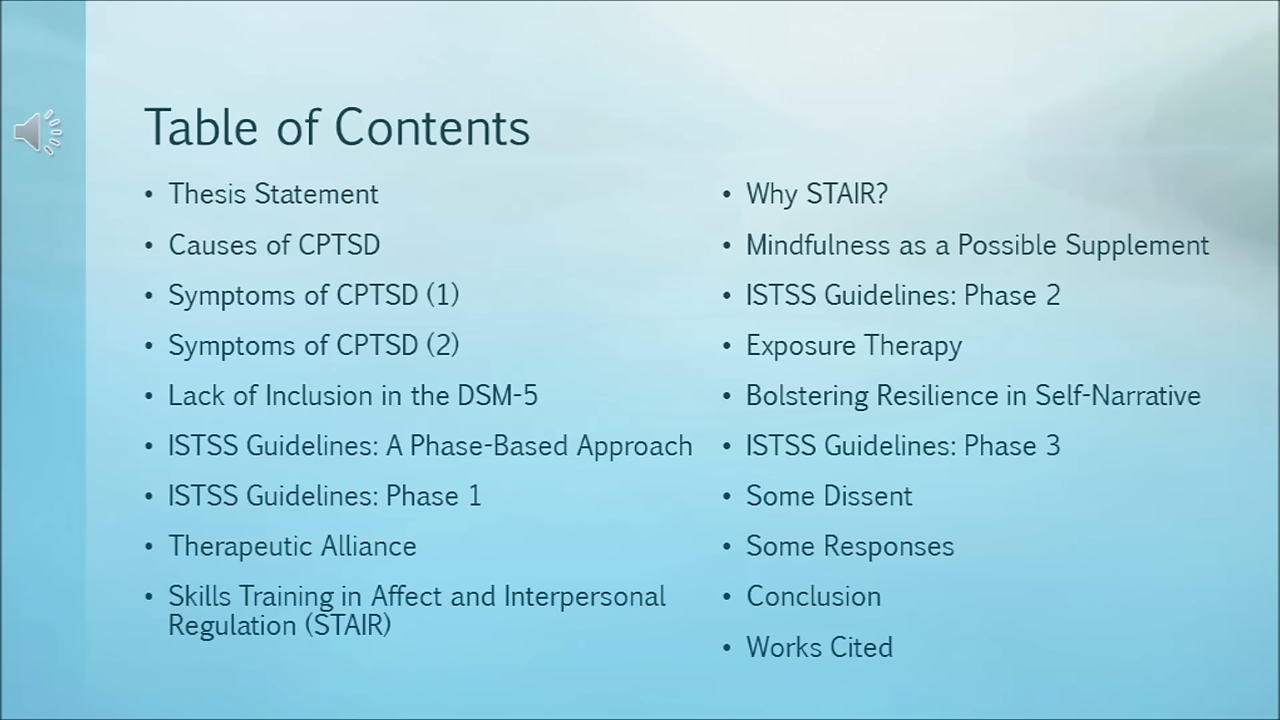 Table of Contents
• Thesis Statement
• Causes of CPTSD
• Symptoms of CPTSD (1)
• Symptoms of CPTSD (2)
• Lack of Inclusion in the DSM-5
• ISTSS Guidelines: A Phase-Based Approach
• ISTSS Guidelines: Phase 1
• Therapeutic Alliance
• Skills Training in Affect and Interpersonal
Regulation (STAIR)
• Why STAIR?
• Mindfulness as a Possible Supplement
• ISTSS Guidelines: Phase 2
• Exposure Therapy
• Bolstering Resilience in Self-Narrative
• ISTSS Guidelines: Phase 3
• Some Dissent
• Some Responses
• Conclusion
• Works Cited